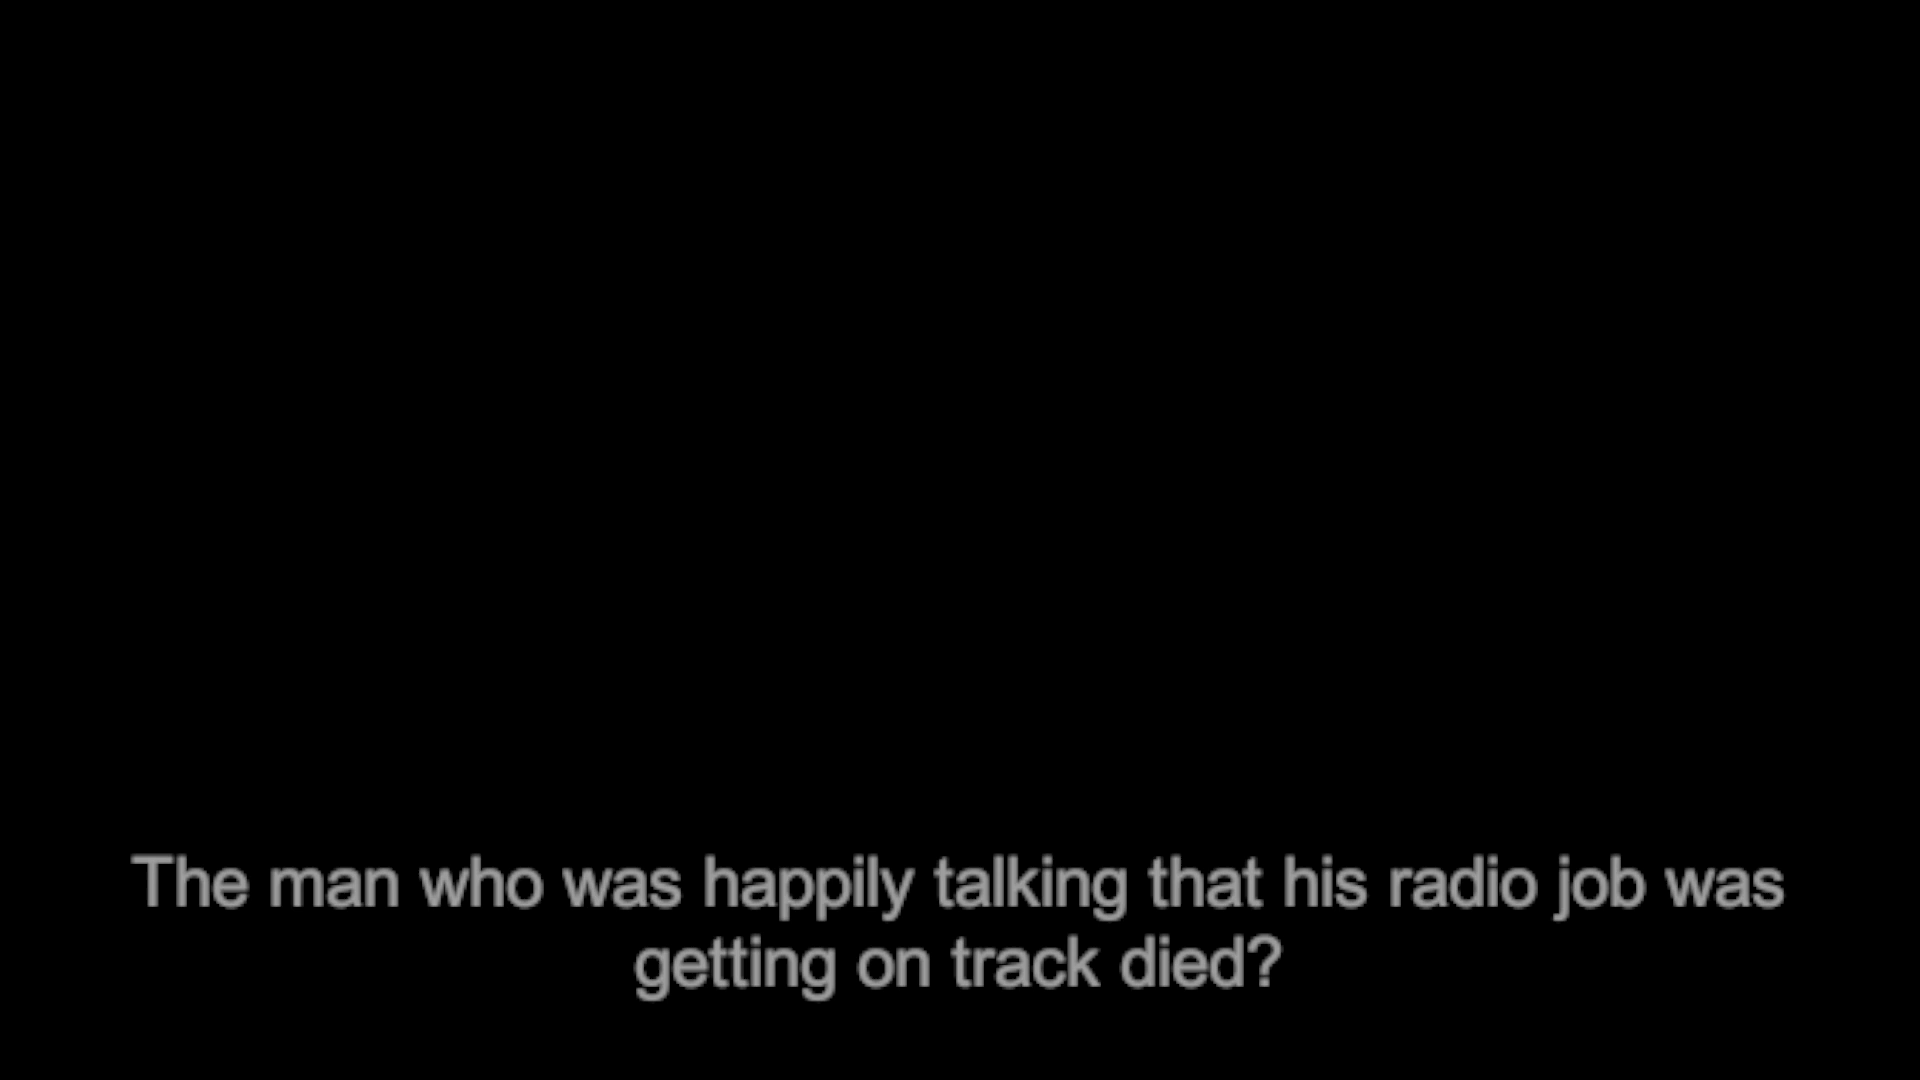 The man who was happily talking that his radio job was
getting on track died?